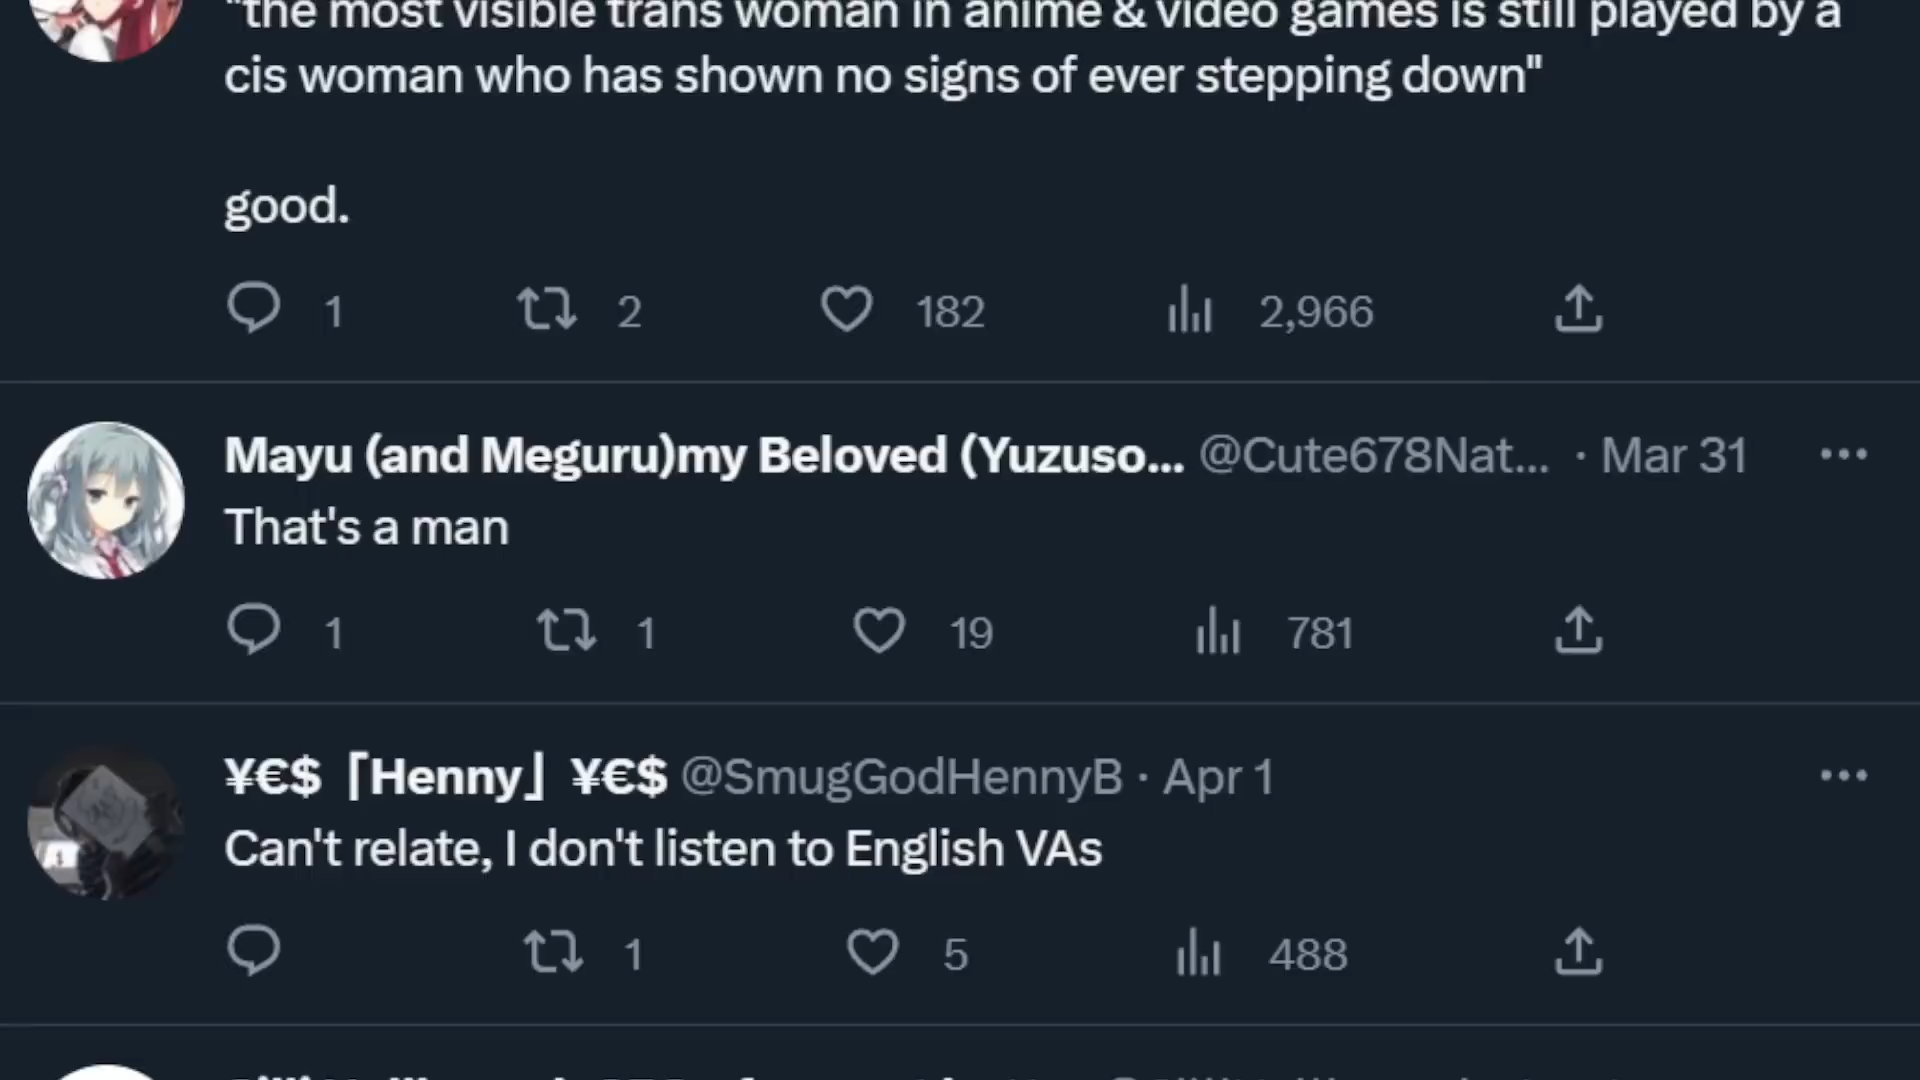 "the most visible trans woman in anime & video games is still played by a
cis woman who has shown no signs of ever stepping down"
good.
1 2 182 2,966
Mayu (and Meguru)my Beloved (Yuzuso... @Cute678Nat... · Mar 31
That's a man
1 1 19 781
¥€$「Henny」¥€$ @SmugGodHennyB · Apr 1
Can't relate, I don't listen to English VAs
1 5 488